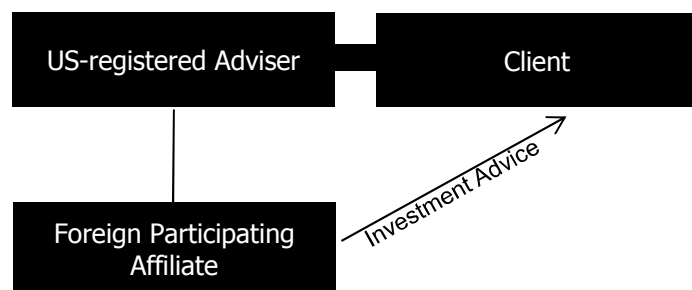 US-registered Adviser
Client
Investment Advice
Foreign Participating
Affiliate